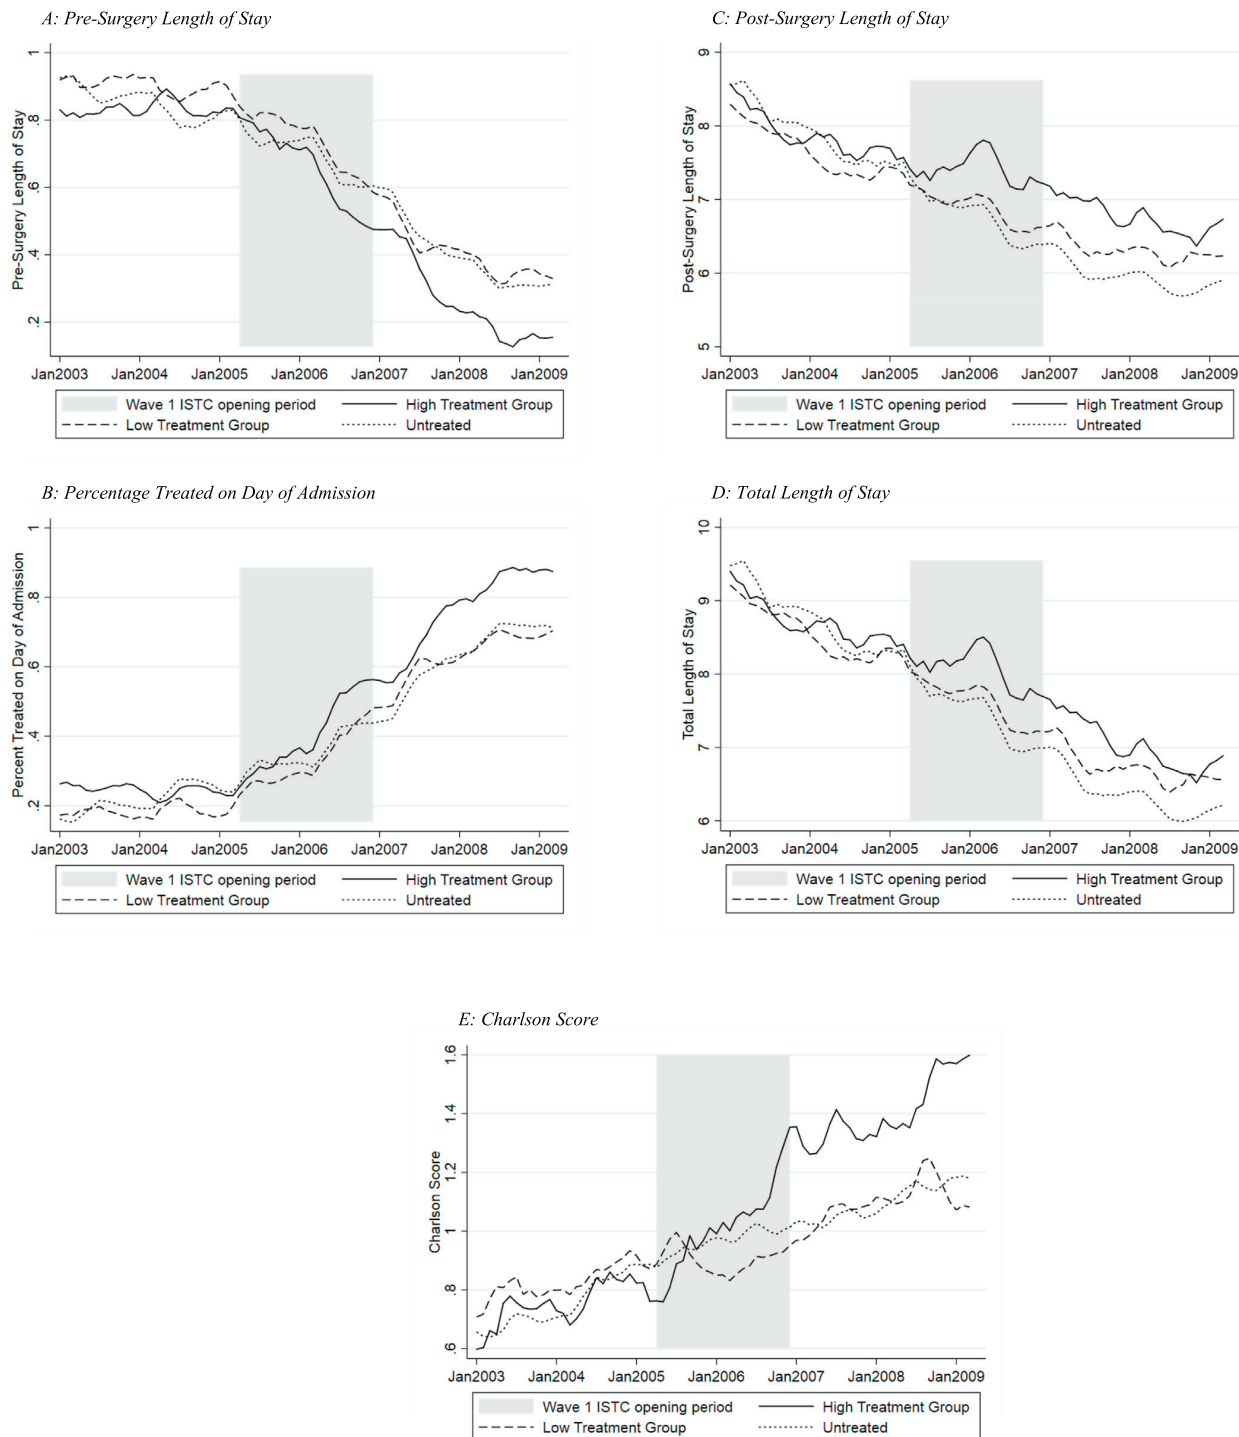 A: Pre-Surgery Length of Stay
Pre-Surgery Length of Stay
1
.8
.6
.4
.2
Jan2003 Jan2004 Jan2005 Jan2006 Jan2007 Jan2008 Jan2009
Wave 1 ISTC opening period High Treatment Group
Low Treatment Group Untreated
C: Post-Surgery Length of Stay
Post-Surgery Length of Stay
9
8
7
6
5
Jan2003 Jan2004 Jan2005 Jan2006 Jan2007 Jan2008 Jan2009
Wave 1 ISTC opening period High Treatment Group
Low Treatment Group Untreated
B: Percentage Treated on Day of Admission
Percent Treated on Day of Admission
1
.8
.6
.4
.2
Jan2003 Jan2004 Jan2005 Jan2006 Jan2007 Jan2008 Jan2009
Wave 1 ISTC opening period High Treatment Group
Low Treatment Group Untreated
D: Total Length of Stay
Total Length of Stay
10
9
8
7
6
Jan2003 Jan2004 Jan2005 Jan2006 Jan2007 Jan2008 Jan2009
Wave 1 ISTC opening period High Treatment Group
Low Treatment Group Untreated
E: Charlson Score
Charlson Score
1.6
1.4
1.2
1
.8
.6
Jan2003 Jan2004 Jan2005 Jan2006 Jan2007 Jan2008 Jan2009
Wave 1 ISTC opening period High Treatment Group
Low Treatment Group Untreated